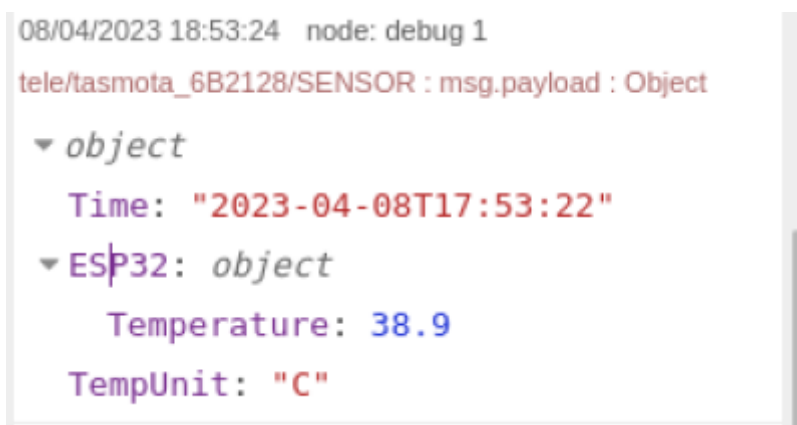 08/04/2023 18:53:24 node: debug 1
tele/tasmota_6B2128/SENSOR : msg.payload : Object
object
Time: "2023-04-08T17:53:22"
ESP32: object
Temperature: 38.9
TempUnit: "C"